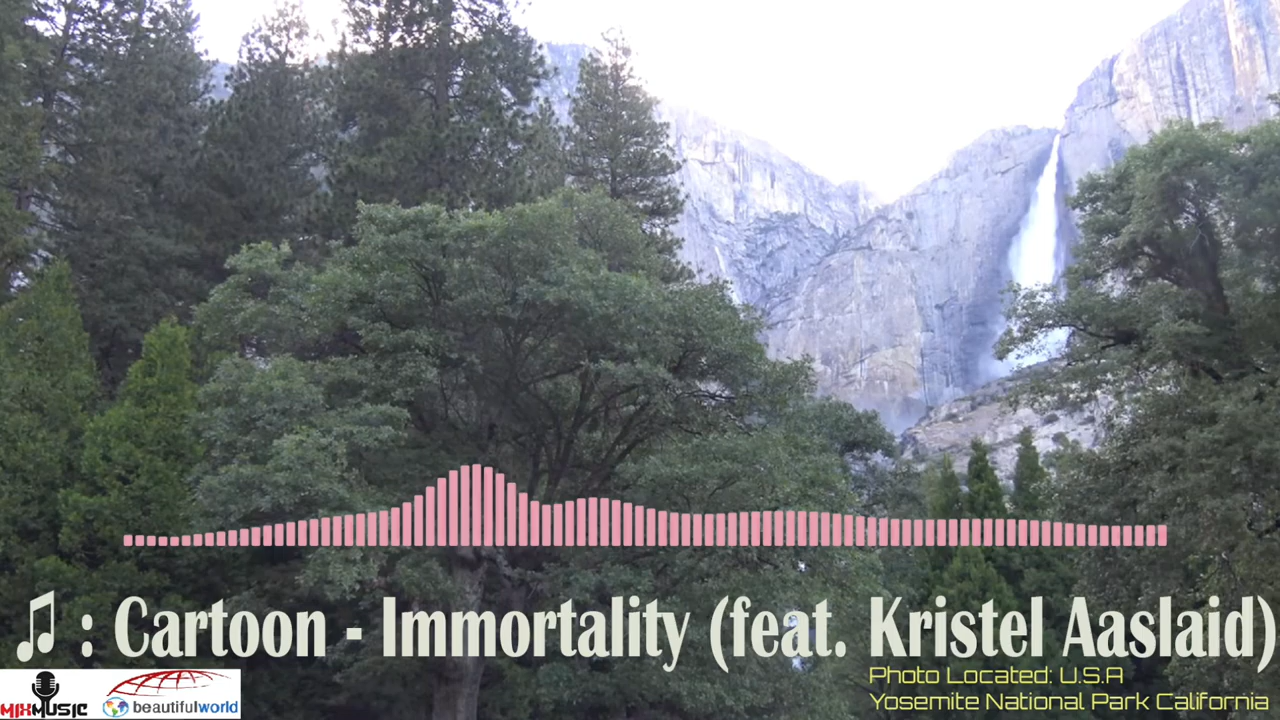 ♫ : Cartoon - Immortality (feat. Kristel Aaslaid)
Photo Located: U.S.A
Yosemite National Park California
MIXMUSIC
beautifulworld